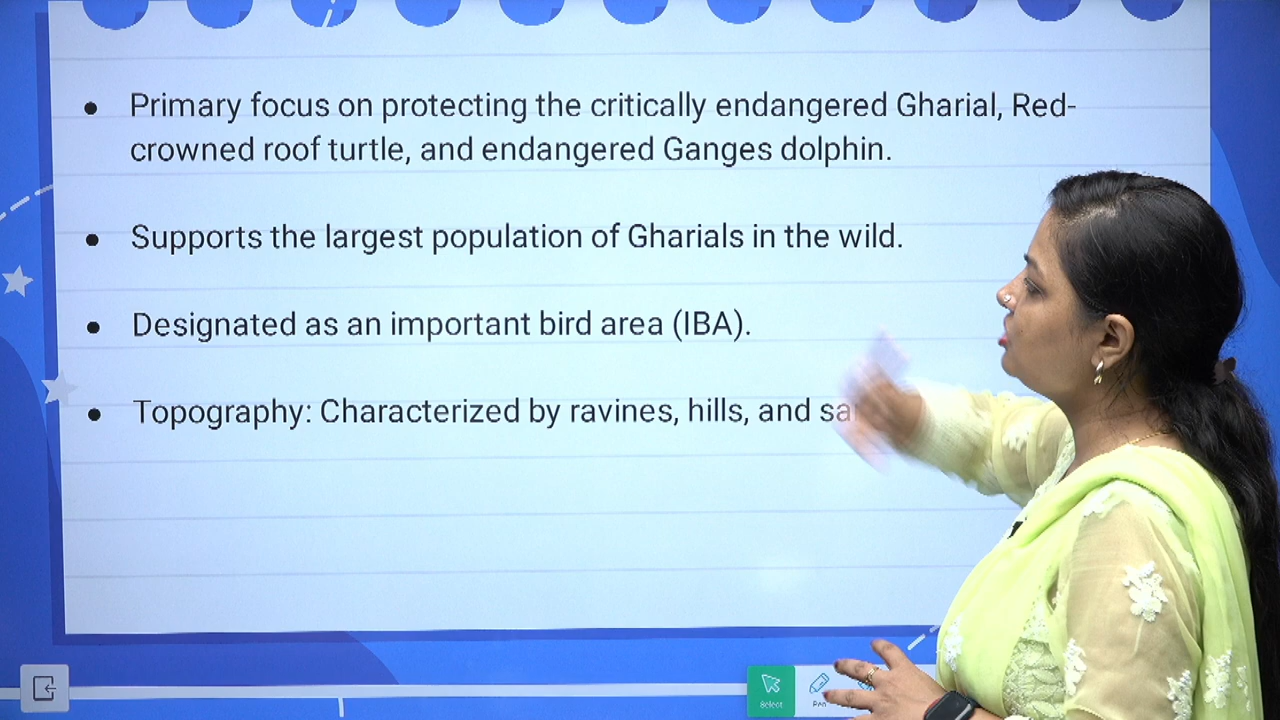 Primary focus on protecting the critically endangered Gharial, Red-
crowned roof turtle, and endangered Ganges dolphin.
Supports the largest population of Gharials in the wild.
Designated as an important bird area (IBA).
Topography: Characterized by ravines, hills, and
Select
Pen